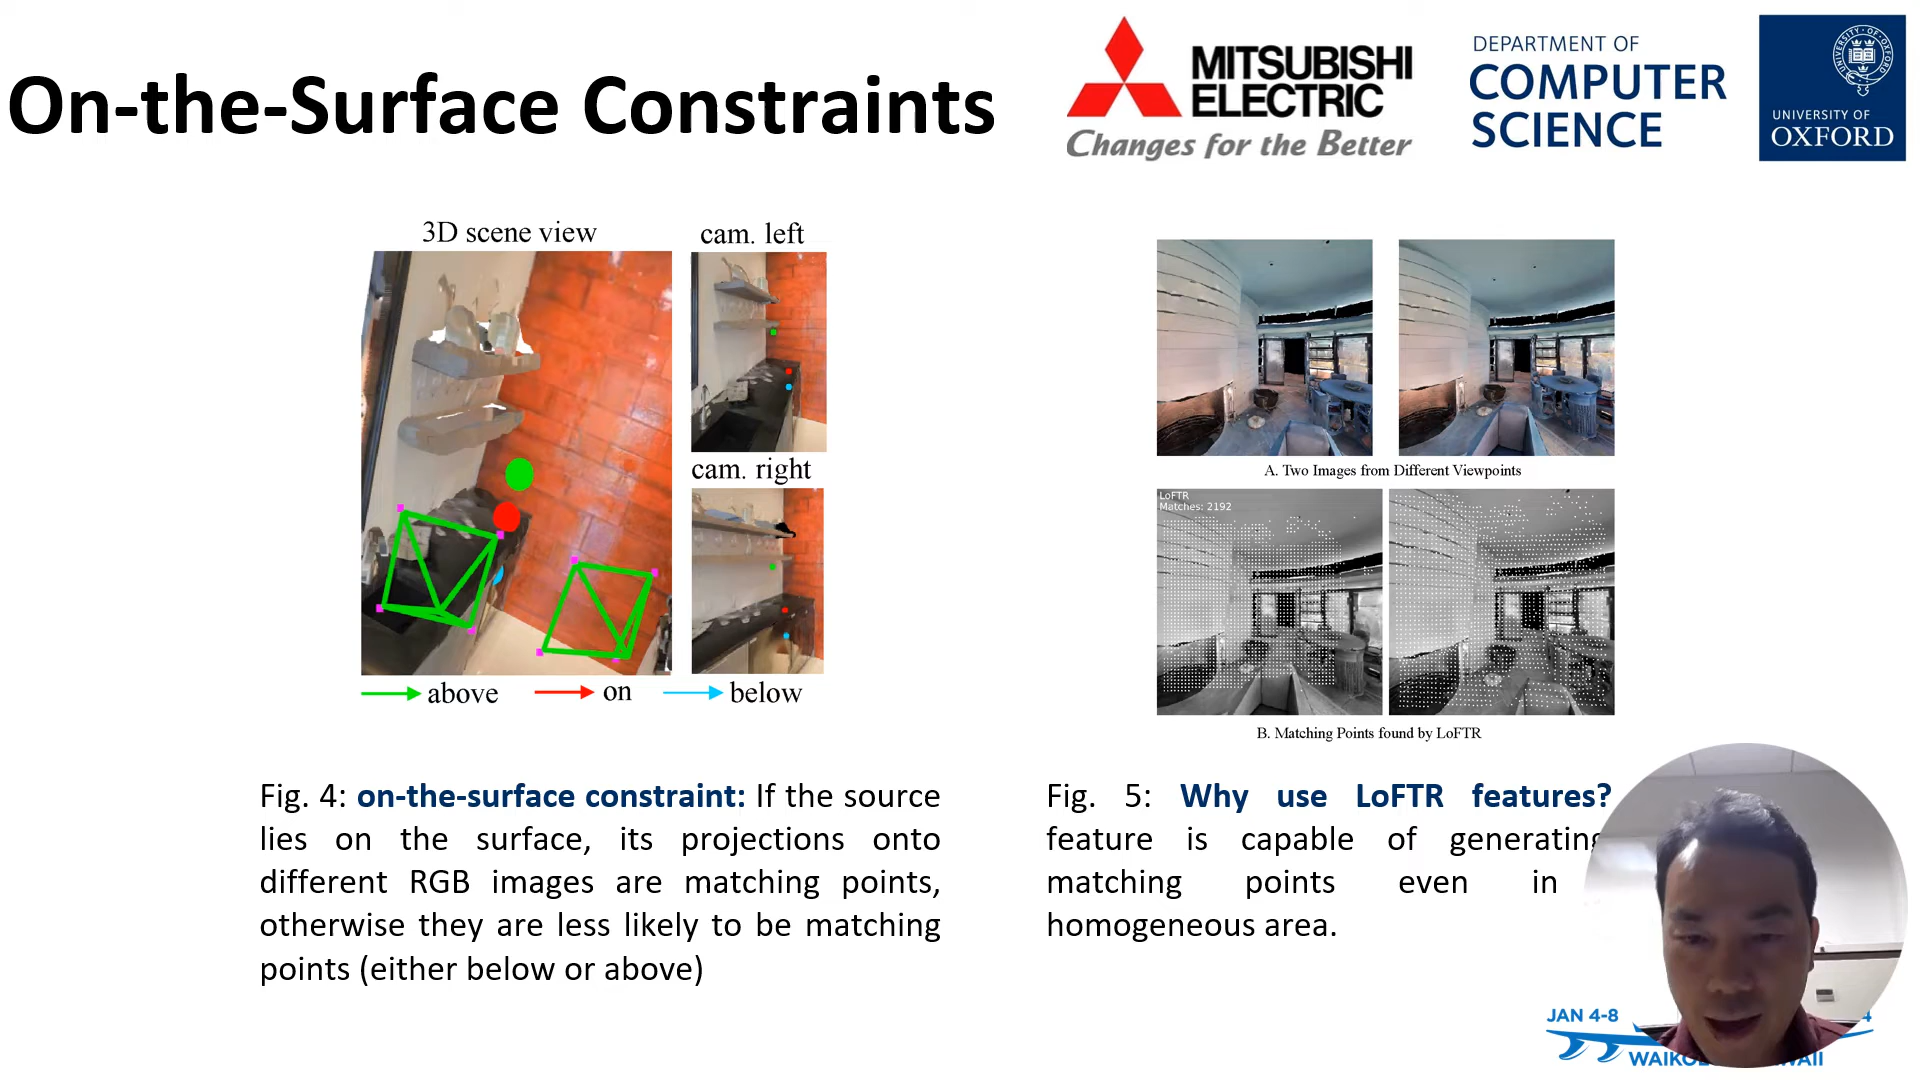 On-the-Surface Constraints
MITSUBISHI
ELECTRIC
Changes for the Better
DEPARTMENT OF
COMPUTER
SCIENCE
UNIVERSITY OF
OXFORD
3D scene view
cam. left
cam. right
above
on
below
A. Two Images from Different Viewpoints
LoFTR
Matches: 2192
B. Matching Points found by LoFTR
Fig. 4: on-the-surface constraint: If the source
lies on the surface, its projections onto
different RGB images are matching points,
otherwise they are less likely to be matching
points (either below or above)
Fig. 5: Why use LoFTR features?
feature is capable of generating
matching points even in
homogeneous area.
JAN 4-8